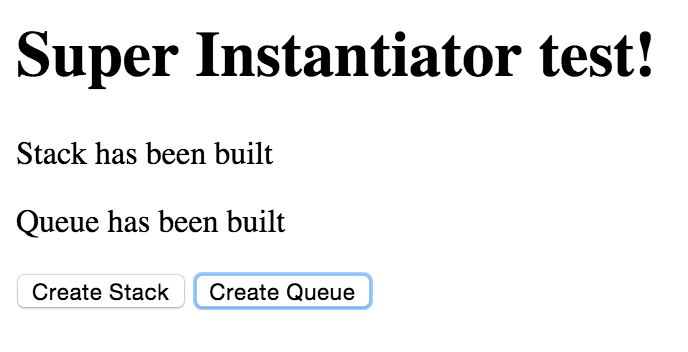 Super Instantiator test!
Stack has been built
Queue has been built
Create Stack Create Queue